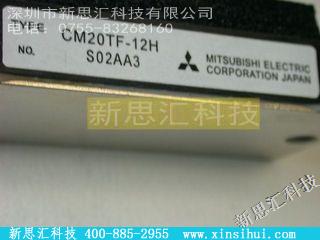 深圳市新思汇科技有限公司
电话：0755-83268160
TYPE CM20TF-12H
NO. S02AA3
MITSUBISHI ELECTRIC
CORPORATION JAPAN
新思汇科技
新思汇科技
新思汇科技 400-885-2955 www.xinsihui.com